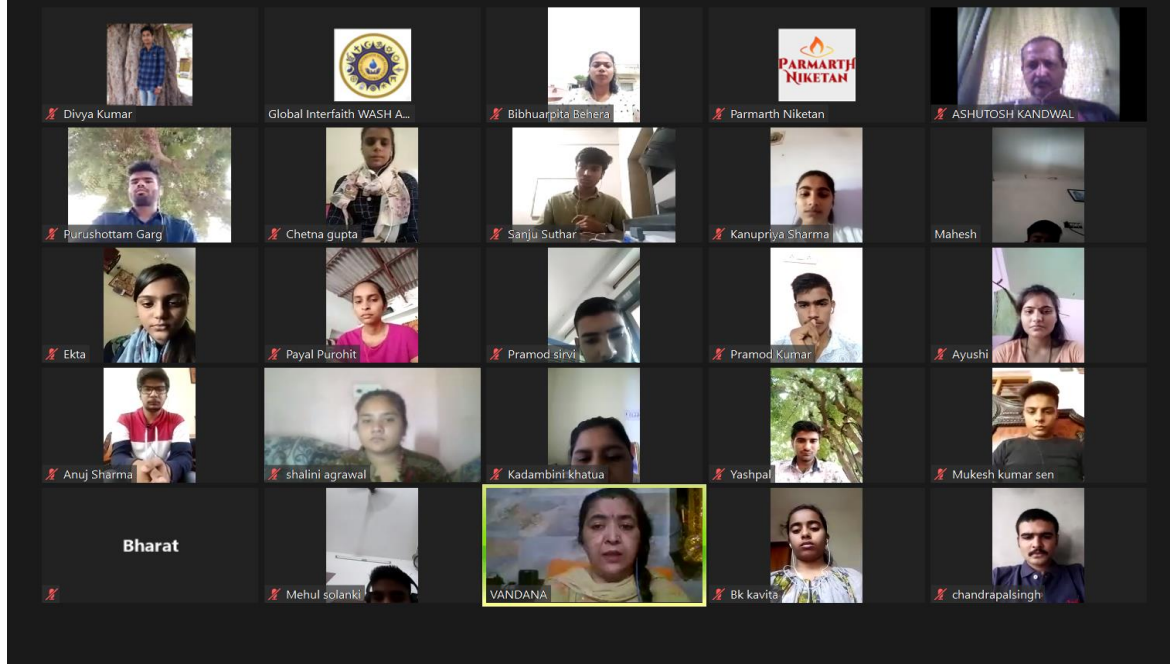 Divya Kumar
Global Interfaith WASH A...
Bibhuarpita Behera
PARMARTH
NIKETAN
Parmarth Niketan
ASHUTOSH KANDWAL
Purushottam Garg
Chetna gupta
Sanju Suthar
Kanupriya Sharma
Mahesh
Ekta
Payal Purohit
Pramod sirvi
Pramod Kumar
Ayushi
Anuj Sharma
shalini agrawal
Kadambini khatua
Yashpal
Mukesh kumar sen
Bharat
Mehul solanki
VANDANA
Bk kavita
chandrapalsingh